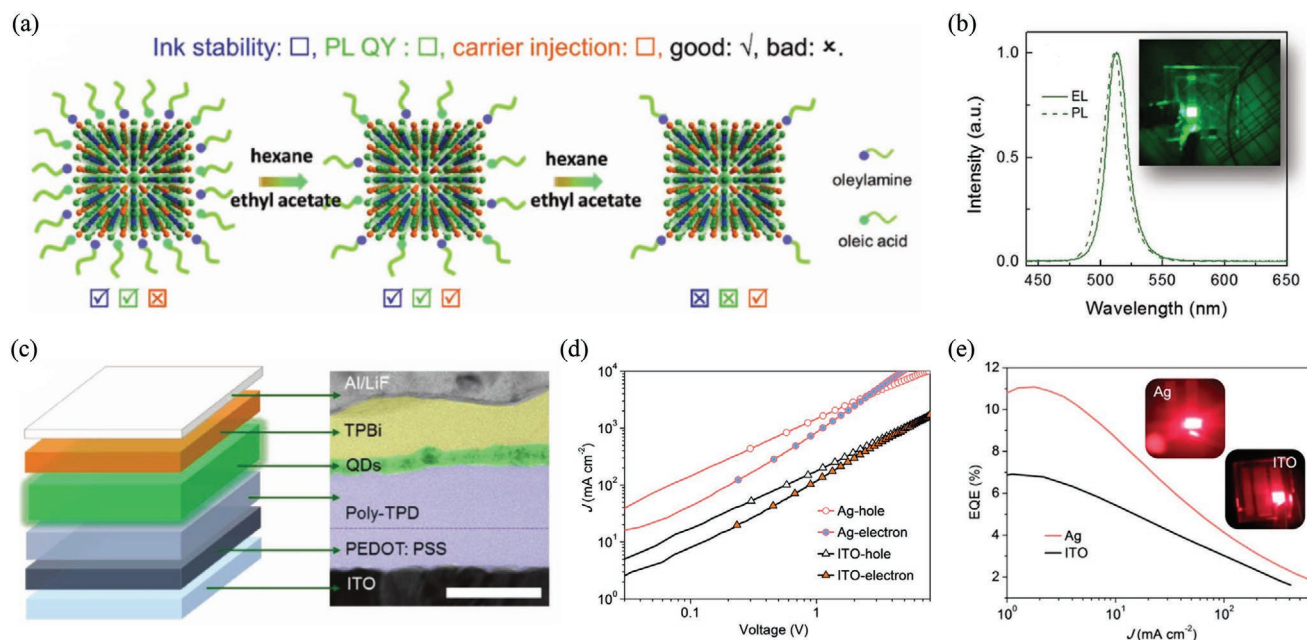 (a)
Ink stability: ☐, PL QY : ☐, carrier injection: ☐, good: √, bad: ×.
hexane
ethyl acetate
hexane
ethyl acetate
oleylamine
oleic acid
(b)
Intensity (a.u.)
1.0
0.5
0.0
EL
PL
450 500 550 600 650
Wavelength (nm)
(c)
Al/LiF
TPBi
QDs
Poly-TPD
PEDOT: PSS
ITO
(d)
J (mA cm⁻²)
10⁴
10³
10²
10¹
10⁰
Ag-hole
Ag-electron
ITO-hole
ITO-electron
0.1 1
Voltage (V)
(e)
EQE (%)
12
10
8
6
4
2
Ag
ITO
Ag
ITO
10⁰ 10¹ 10²
J (mA cm⁻²)